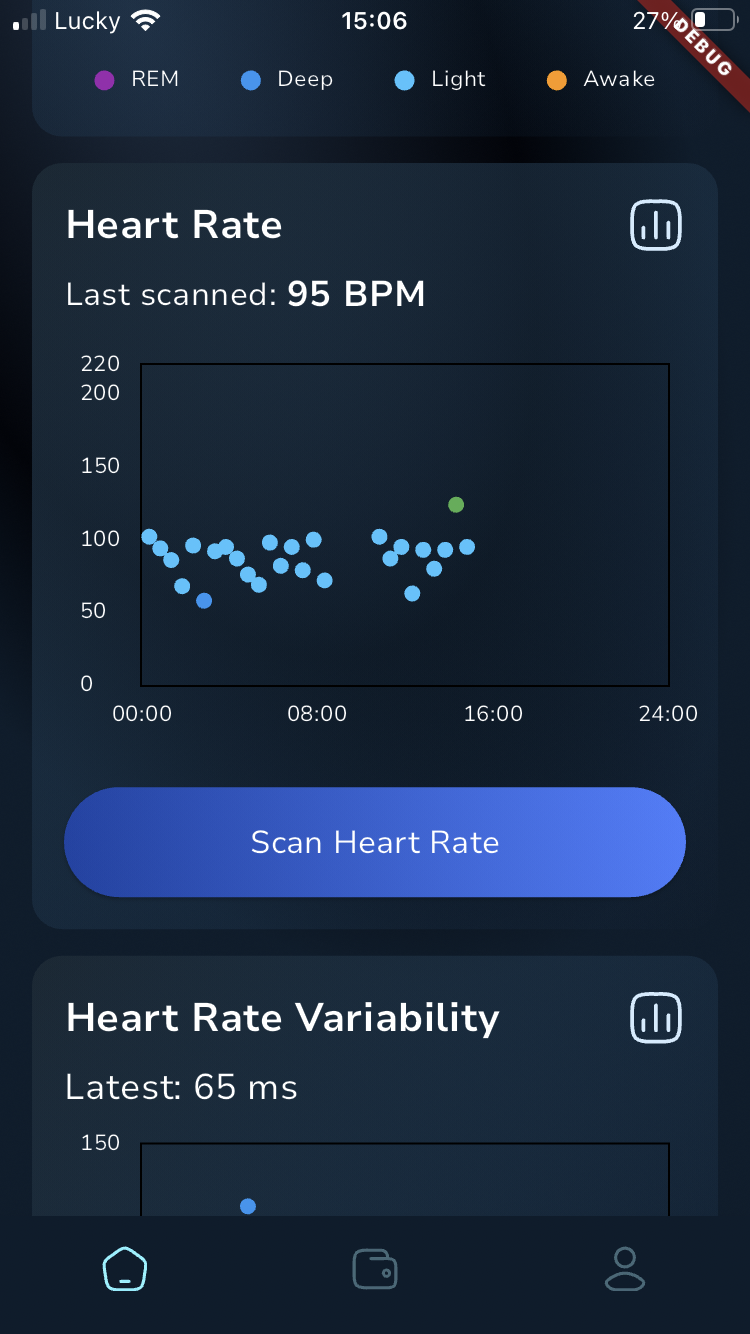 Lucky 15:06 27%
DEBUG
REM Deep Light Awake
Heart Rate
Last scanned: 95 BPM
220
200
150
100
50
0
00:00 08:00 16:00 24:00
Scan Heart Rate
Heart Rate Variability
Latest: 65 ms
150